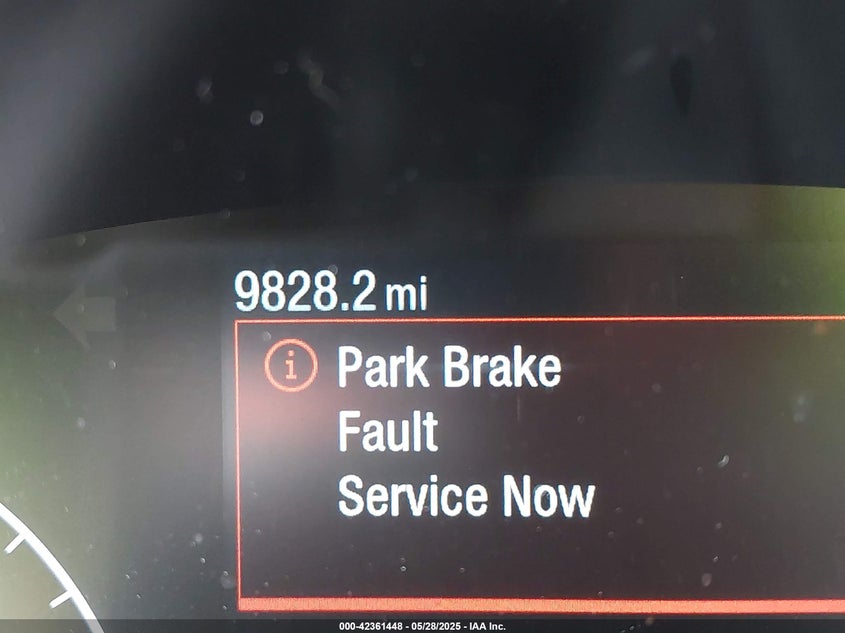 9828.2 mi
i
Park Brake
Fault
Service Now
000-42361448 - 05/28/2025 - IAA Inc.